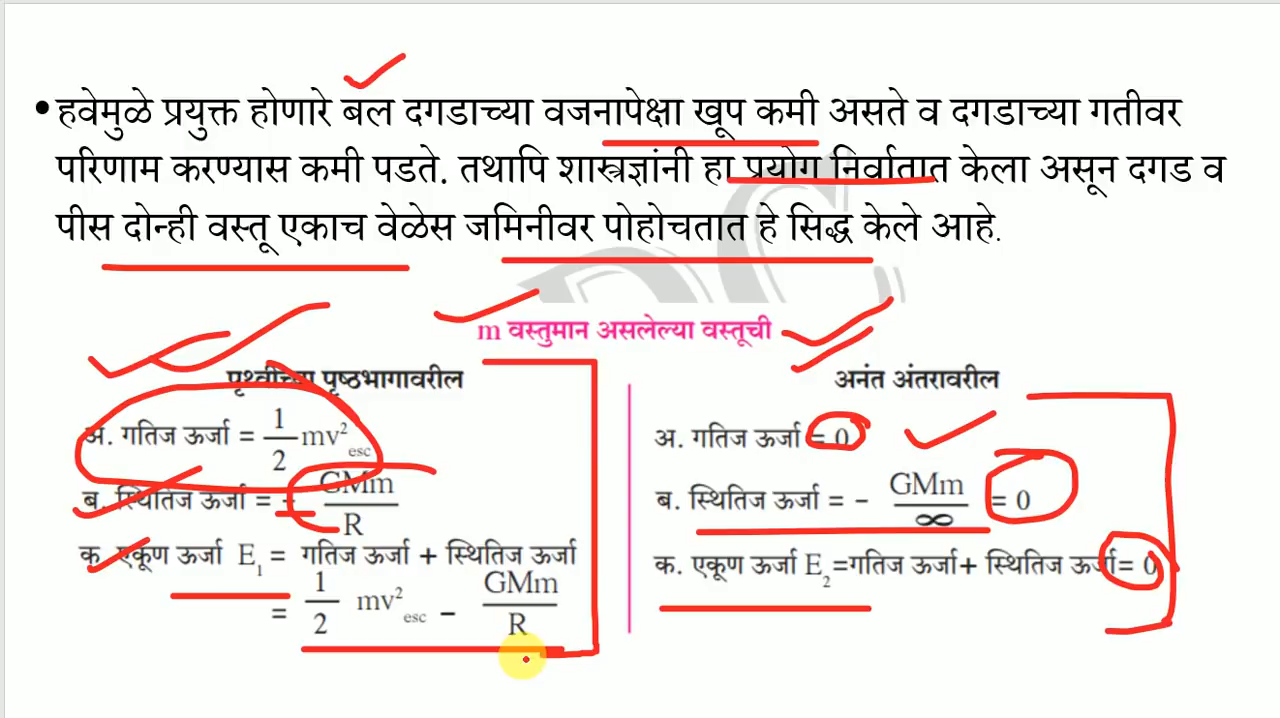 • हवेमुळे प्रयुक्त होणारे बल दगडाच्या वजनापेक्षा खूप कमी असते व दगडाच्या गतीवर
परिणाम करण्यास कमी पडते. तथापि शास्त्रज्ञांनी हा प्रयोग निर्वातात केला असून दगड व
पीस दोन्ही वस्तू एकाच वेळेस जमिनीवर पोहोचतात हे सिद्ध केले आहे.
m वस्तुमान असलेल्या वस्तूची
पृथ्वीच्या पृष्ठभागावरील
अ. गतिज ऊर्जा = 1/2 mv²esc
ब. स्थितिज ऊर्जा = - GMm/R
क. एकूण ऊर्जा E₁ = गतिज ऊर्जा + स्थितिज ऊर्जा
= 1/2 mv²esc - GMm/R
अनंत अंतरावरील
अ. गतिज ऊर्जा = 0
ब. स्थितिज ऊर्जा = - GMm/∞ = 0
क. एकूण ऊर्जा E₂=गतिज ऊर्जा+ स्थितिज ऊर्जा= 0